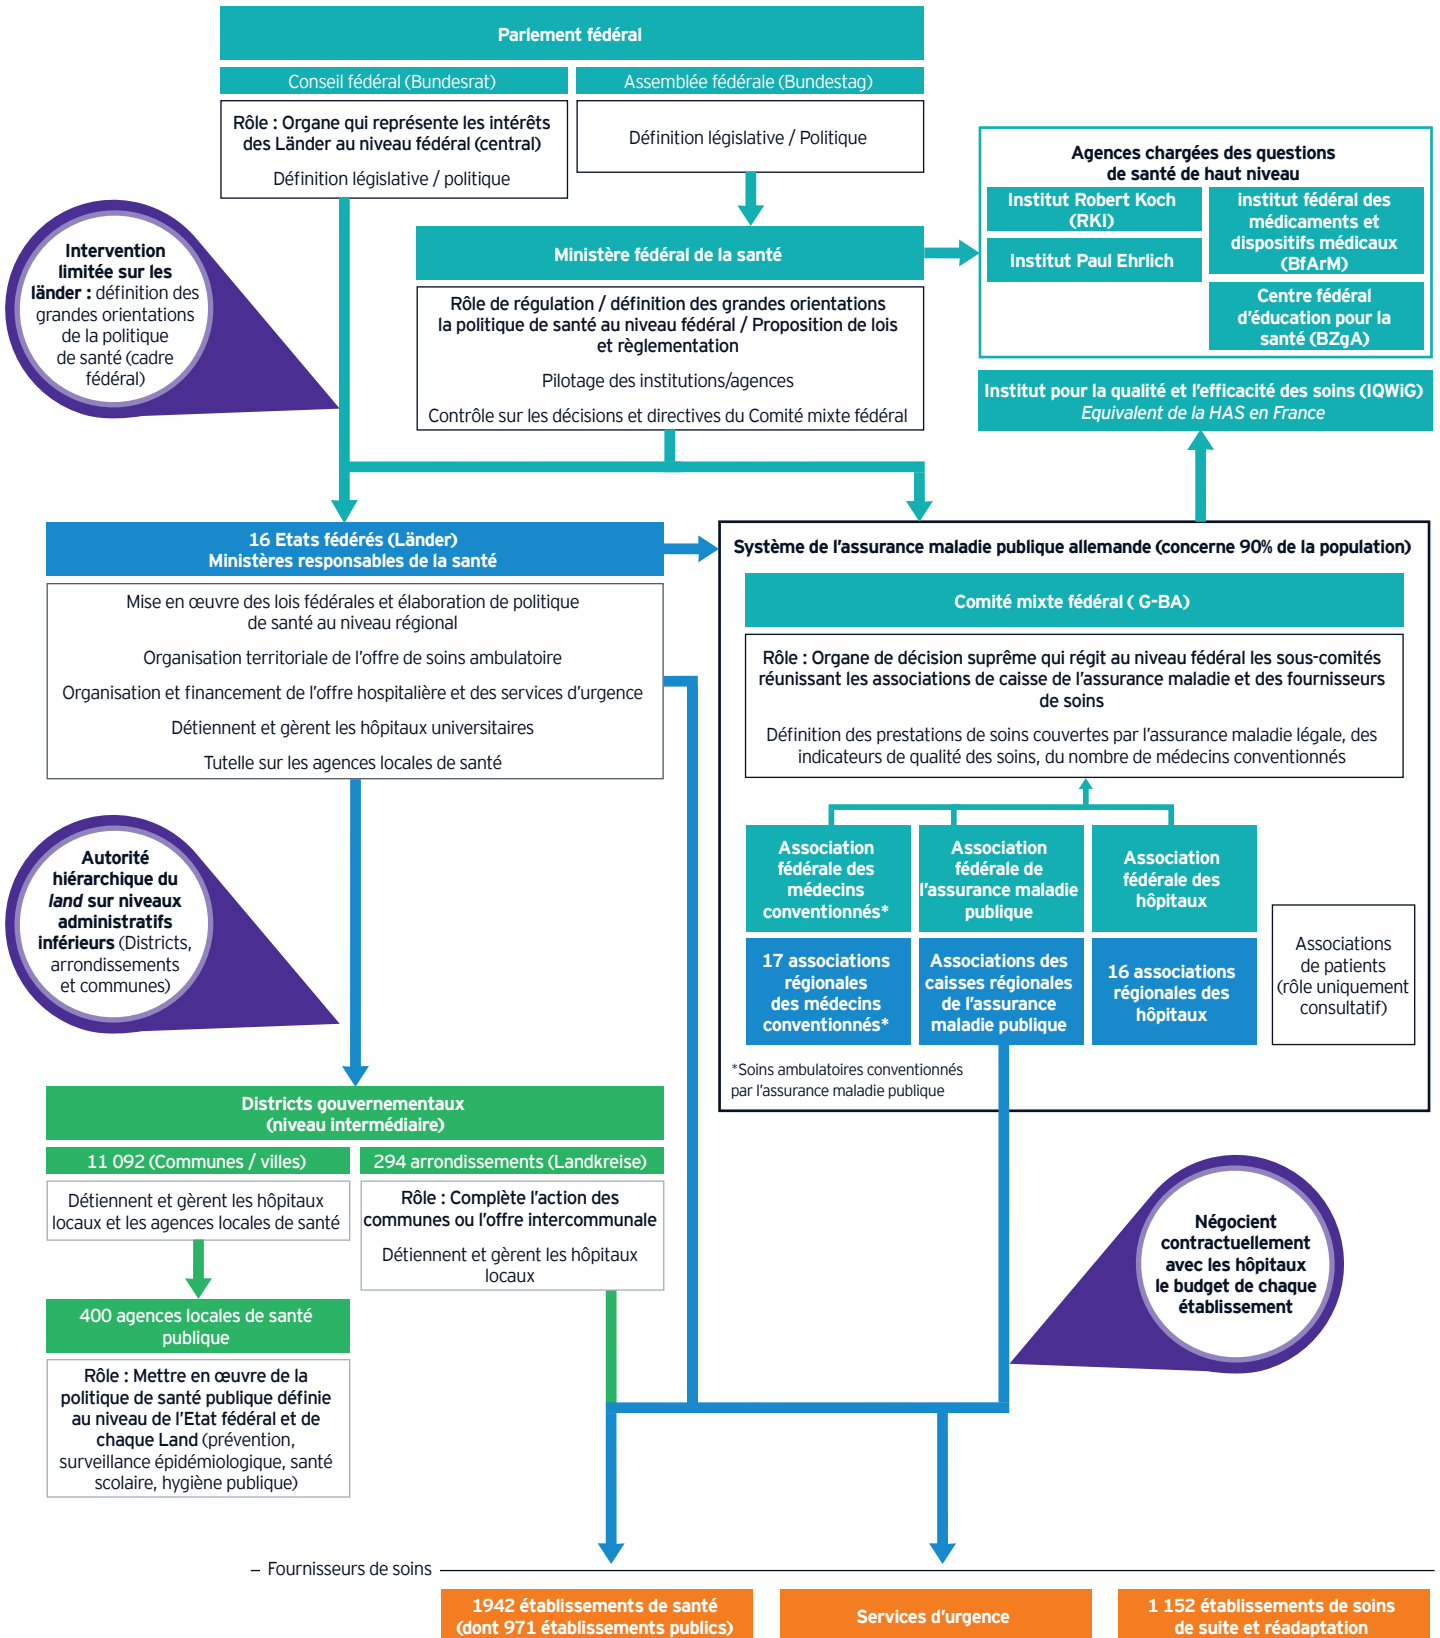 Parlement fédéral
Conseil fédéral (Bundesrat)
Rôle : Organe qui représente les intérêts
des Länder au niveau fédéral (central)
Définition législative / politique
Assemblée fédérale (Bundestag)
Définition législative / Politique
Intervention
limitée sur les
länder : définition des
grandes orientations
de la politique
de santé (cadre
fédéral)
Ministère fédéral de la santé
Rôle de régulation / définition des grandes orientations
la politique de santé au niveau fédéral / Proposition de lois
et règlementation
Pilotage des institutions/agences
Contrôle sur les décisions et directives du Comité mixte fédéral
Agences chargées des questions
de santé de haut niveau
Institut Robert Koch
(RKI)
Institut Paul Ehrlich
institut fédéral des
médicaments et
dispositifs médicaux
(BfArM)
Centre fédéral
d'éducation pour la
santé (BZgA)
Institut pour la qualité et l'efficacité des soins (IQWiG)
Equivalent de la HAS en France
16 Etats fédérés (Länder)
Ministères responsables de la santé
Mise en œuvre des lois fédérales et élaboration de politique
de santé au niveau régional
Organisation territoriale de l'offre de soins ambulatoire
Organisation et financement de l'offre hospitalière et des services d'urgence
Détiennent et gèrent les hôpitaux universitaires
Tutelle sur les agences locales de santé
Système de l'assurance maladie publique allemande (concerne 90% de la population)
Comité mixte fédéral ( G-BA)
Rôle : Organe de décision suprême qui régit au niveau fédéral les sous-comités
réunissant les associations de caisse de l'assurance maladie et des fournisseurs
de soins
Définition des prestations de soins couvertes par l'assurance maladie légale, des
indicateurs de qualité des soins, du nombre de médecins conventionnés
Association
fédérale des
médecins
conventionnés*
Association
fédérale de
l'assurance maladie
publique
Association
fédérale des
hôpitaux
17 associations
régionales
des médecins
conventionnés*
Associations des
caisses régionales
de l'assurance
maladie publique
16 associations
régionales des
hôpitaux
Associations
de patients
(rôle uniquement
consultatif)
*Soins ambulatoires conventionnés
par l'assurance maladie publique
Autorité
hiérarchique du
land sur niveaux
administratifs
inférieurs (Districts,
arrondissements
et communes)
Districts gouvernementaux
(niveau intermédiaire)
11 092 (Communes / villes)
Détiennent et gèrent les hôpitaux
locaux et les agences locales de santé
294 arrondissements (Landkreise)
Rôle : Complète l'action des
communes ou l'offre intercommunale
Détiennent et gèrent les hôpitaux
locaux
400 agences locales de santé
publique
Rôle : Mettre en œuvre de la
politique de santé publique définie
au niveau de l'Etat fédéral et de
chaque Land (prévention,
surveillance épidémiologique, santé
scolaire, hygiène publique)
Négocient
contractuellement
avec les hôpitaux
le budget de chaque
établissement
– Fournisseurs de soins
1942 établissements de santé
(dont 971 établissements publics)
Services d'urgence
1 152 établissements de soins
de suite et réadaptation